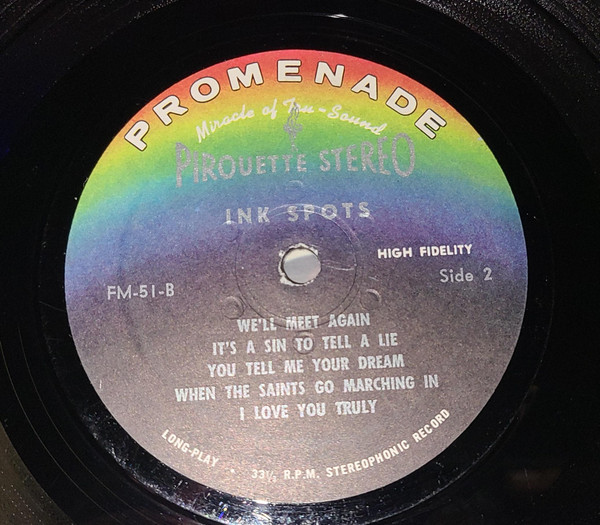 PROMENADE
Miracle of Tru-Sound
PIROUETTE STEREO
INK SPOTS
HIGH FIDELITY
FM-51-B
Side 2
WE'LL MEET AGAIN
IT'S A SIN TO TELL A LIE
YOU TELL ME YOUR DREAM
WHEN THE SAINTS GO MARCHING IN
I LOVE YOU TRULY
LONG-PLAY • 33⅓ R.P.M. STEREOPHONIC RECORD